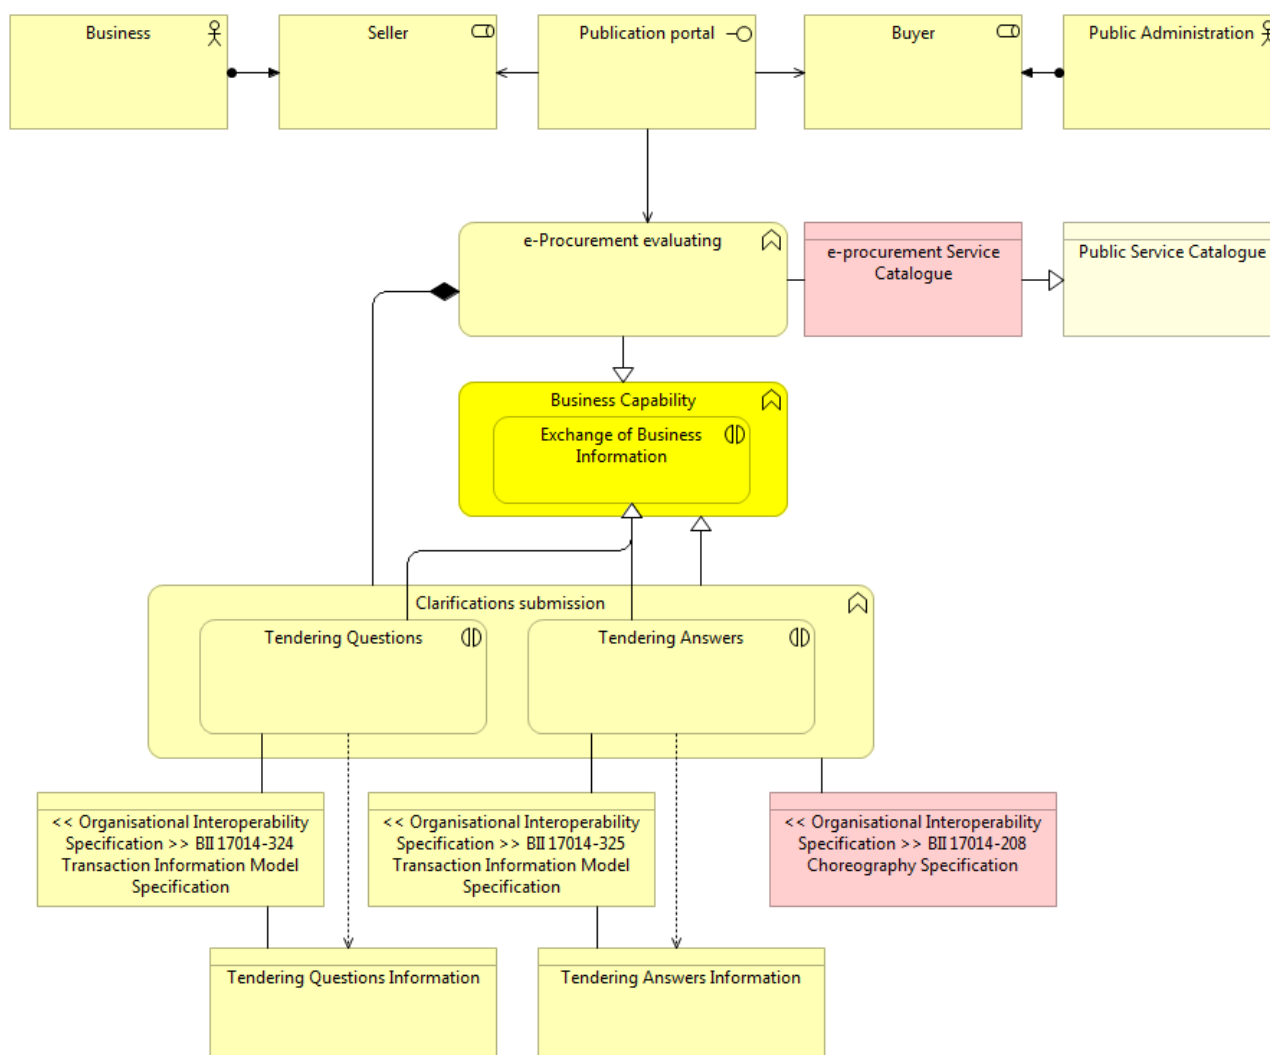 Business
Seller
Publication portal
Buyer
Public Administration
e-Procurement evaluating
e-procurement Service
Catalogue
Public Service Catalogue
Business Capability
Exchange of Business
Information
Clarifications submission
Tendering Questions
Tendering Answers
<< Organisational Interoperability
Specification >> BII 17014-324
Transaction Information Model
Specification
<< Organisational Interoperability
Specification >> BII 17014-325
Transaction Information Model
Specification
<< Organisational Interoperability
Specification >> BII 17014-208
Choreography Specification
Tendering Questions Information
Tendering Answers Information